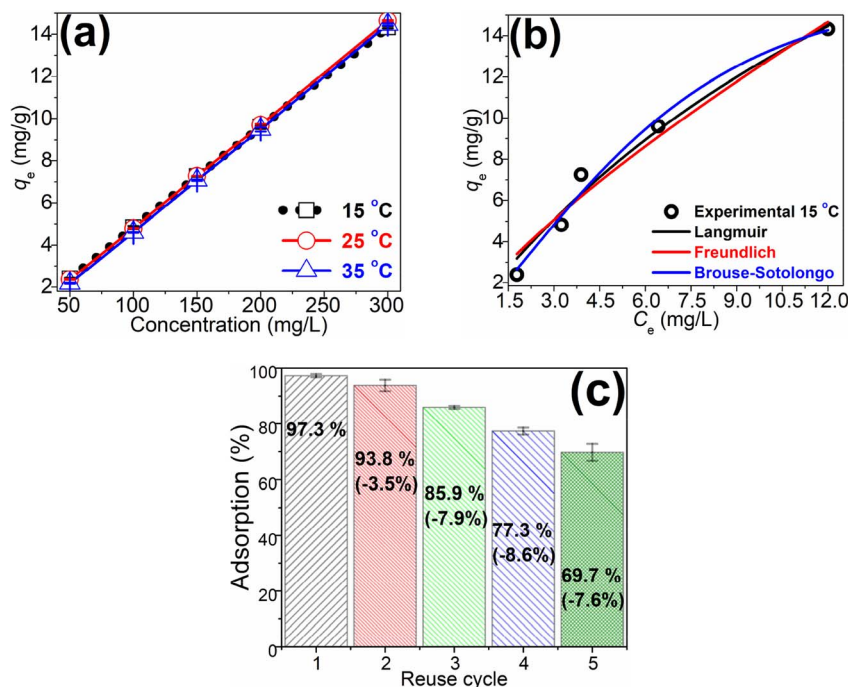 (a)
14
12
10
8
6
4
2
qe (mg/g)
15 °C
25 °C
35 °C
50 100 150 200 250 300
Concentration (mg/L)
(b)
14
12
10
8
6
4
2
qe (mg/g)
Experimental 15 °C
Langmuir
Freundlich
Brouse-Sotolongo
1.5 3.0 4.5 6.0 7.5 9.0 10.5 12.0
Ce (mg/L)
(c)
100
80
60
40
20
0
Adsorption (%)
97.3 %
93.8 %
(-3.5%)
85.9 %
(-7.9%)
77.3 %
(-8.6%)
69.7 %
(-7.6%)
1 2 3 4 5
Reuse cycle